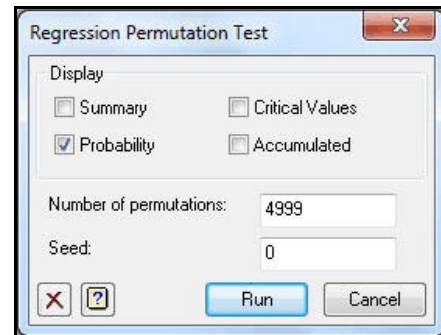 Regression Permutation Test
Display
Summary
Critical Values
Probability
Accumulated
Number of permutations: 4999
Seed: 0
Run
Cancel